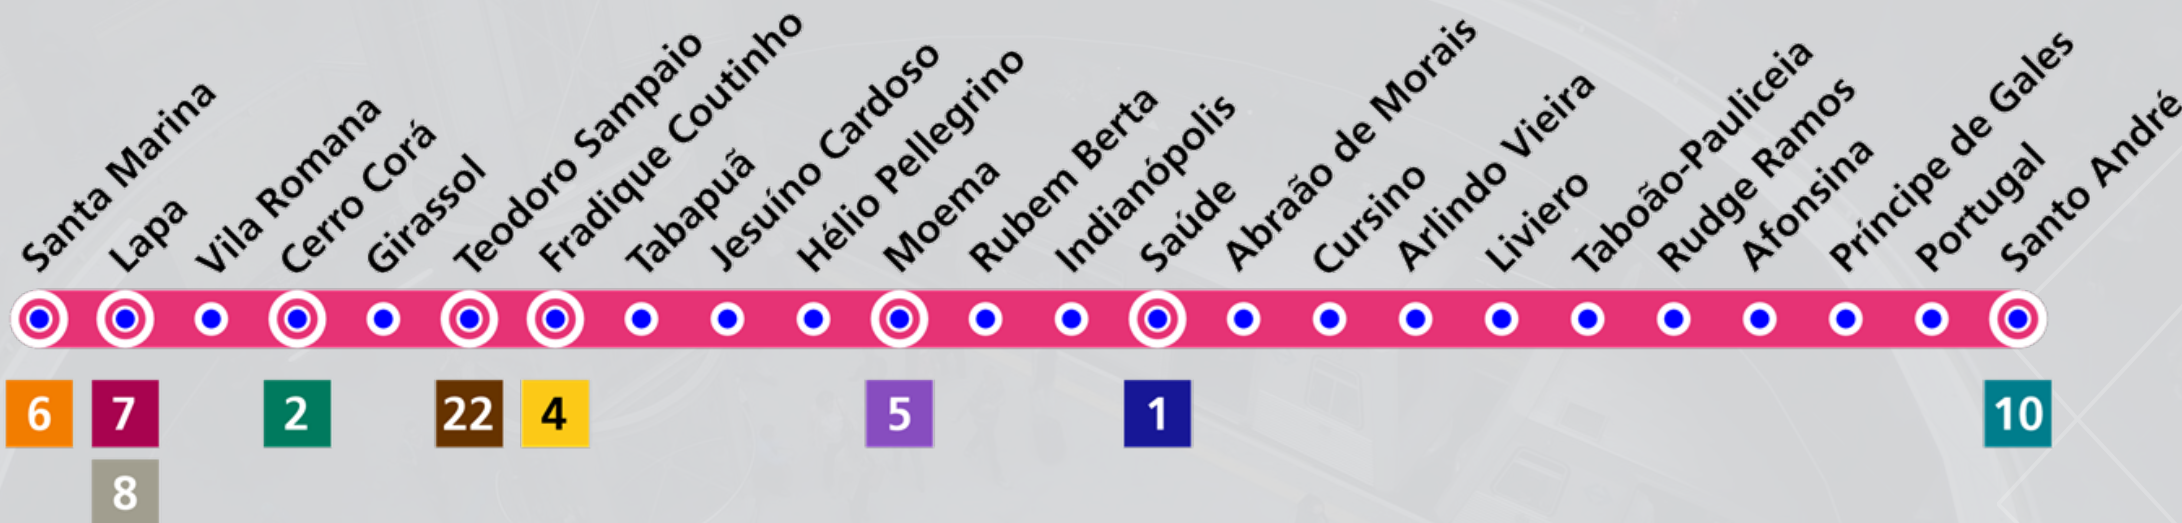 Santa Marina
Lapa
Vila Romana
Cerro Corá
Girassol
Teodoro Sampaio
Fradique Coutinho
Tabapuã
Jesuíno Cardoso
Hélio Pellegrino
Moema
Rubem Berta
Indianópolis
Saúde
Abraão de Morais
Cursino
Arlindo Vieira
Liviero
Taboão-Pauliceia
Rudge Ramos
Afonsina
Príncipe de Gales
Portugal
Santo André
6 7 2 22 4 5 1 10
8